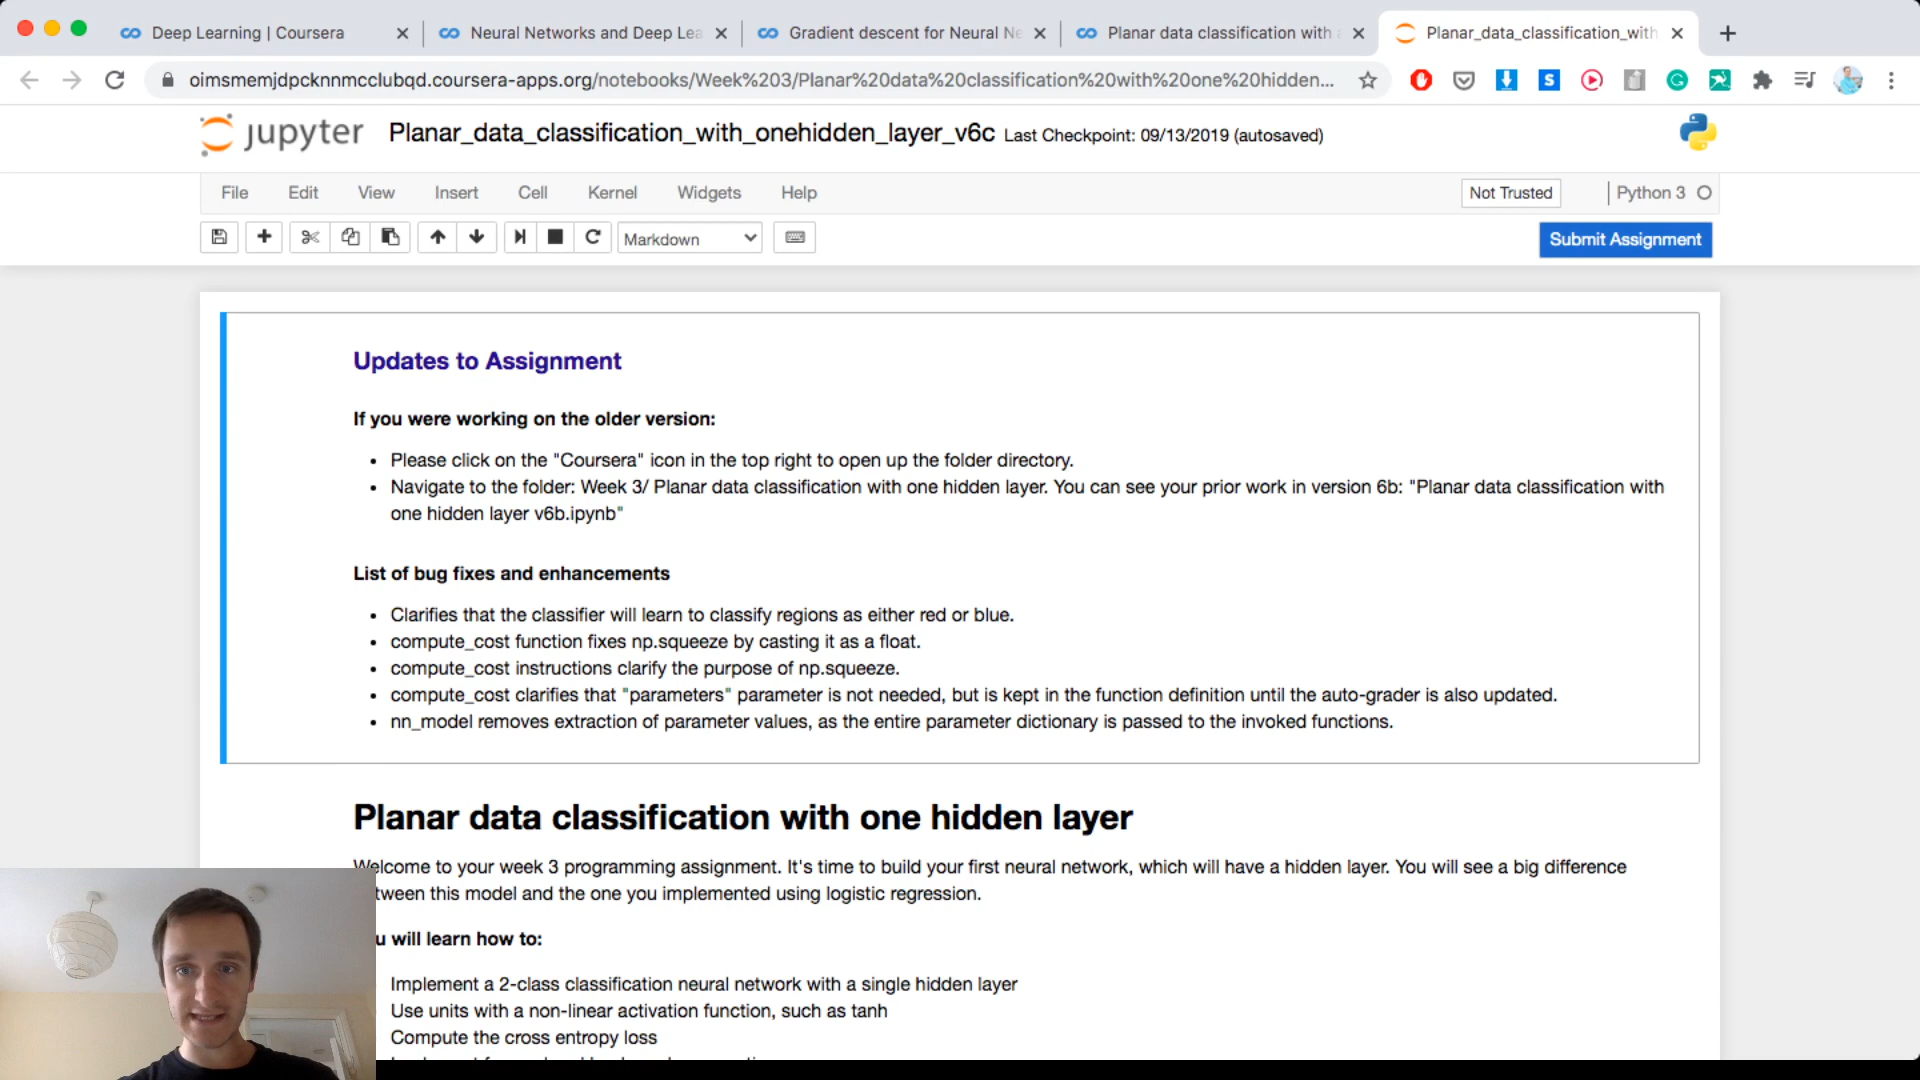 Deep Learning | Coursera
Neural Networks and Deep Lea
Gradient descent for Neural Ne
Planar data classification with
Planar_data_classification_with
oimsmemjdpcknnmcclubqd.coursera-apps.org/notebooks/Week%203/Planar%20data%20classification%20with%20one%20hidden...
jupyter
Planar_data_classification_with_onehidden_layer_v6c Last Checkpoint: 09/13/2019 (autosaved)
File Edit View Insert Cell Kernel Widgets Help
Not Trusted
Python 3
Markdown
Submit Assignment
Updates to Assignment
If you were working on the older version:
• Please click on the "Coursera" icon in the top right to open up the folder directory.
• Navigate to the folder: Week 3/ Planar data classification with one hidden layer. You can see your prior work in version 6b: "Planar data classification with
one hidden layer v6b.ipynb"
List of bug fixes and enhancements
• Clarifies that the classifier will learn to classify regions as either red or blue.
• compute_cost function fixes np.squeeze by casting it as a float.
• compute_cost instructions clarify the purpose of np.squeeze.
• compute_cost clarifies that "parameters" parameter is not needed, but is kept in the function definition until the auto-grader is also updated.
• nn_model removes extraction of parameter values, as the entire parameter dictionary is passed to the invoked functions.
Planar data classification with one hidden layer
Welcome to your week 3 programming assignment. It's time to build your first neural network, which will have a hidden layer. You will see a big difference
tween this model and the one you implemented using logistic regression.
u will learn how to:
Implement a 2-class classification neural network with a single hidden layer
Use units with a non-linear activation function, such as tanh
Compute the cross entropy loss